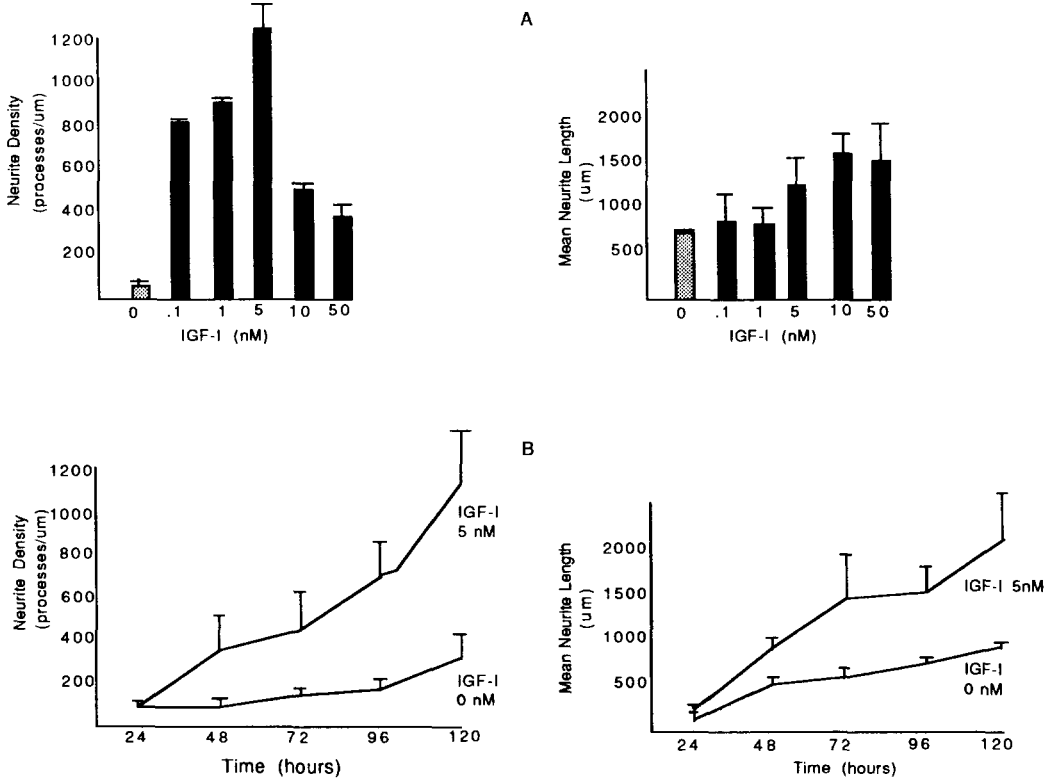 A
1200
1000
800
600
400
200
Neurite Density
(processes/um)
0 .1 1 5 10 50
IGF-I (nM)
2000
1500
1000
500
Mean Neurite Length
(um)
0 .1 1 5 10 50
IGF-I (nM)
B
1200
1000
800
600
400
200
Neurite Density
(processes/um)
IGF-I
5 nM
IGF-I
0 nM
24 48 72 96 120
Time (hours)
2000
1500
1000
500
Mean Neurite Length
(um)
IGF-I 5nM
IGF-I
0 nM
24 48 72 96 120
Time (hours)